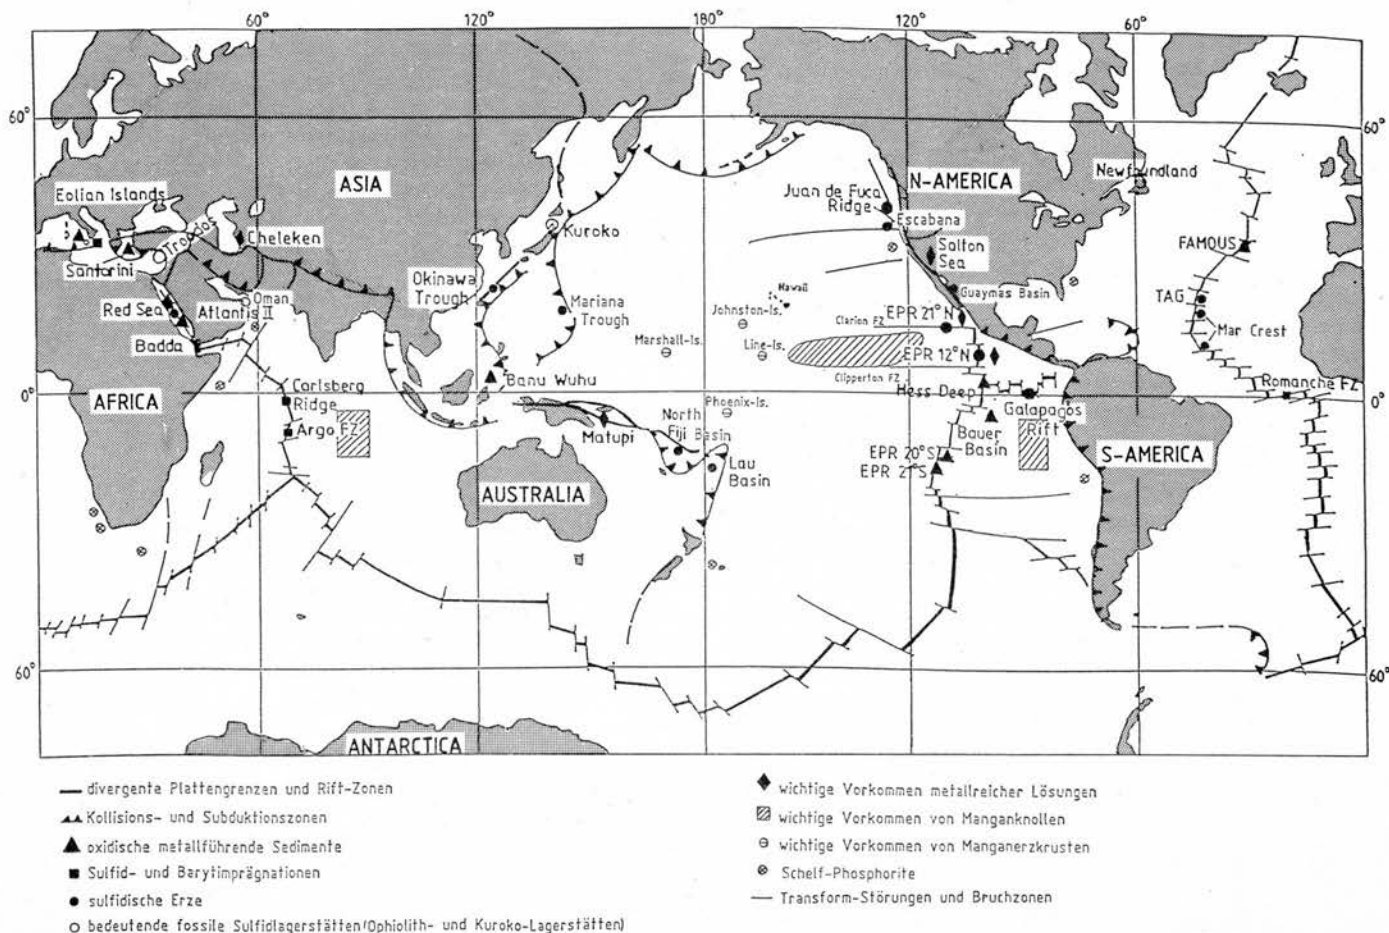 60°
120°
180°
120°
60°
60°
60°
ASIA
N-AMERICA
Newfoundland
Juan de Fuca
Ridge
Escabana
Eolian Islands
Troodos
Cheleken
Kuroko
Salton
Sea
FAMOUS
Santorini
Okinawa
Trough
Guaymas Basin
Red Sea
Oman
Atlantis II
Mariana
Trough
Hawaii
Johnston-Is.
EPR 21°N
TAG
Mar Crest
Clarion FZ
Badda
Marshall-Is.
Line-Is.
EPR 12°N
Clipperton FZ
Banu Wuhu
Carlsberg
Ridge
Hess Deep
Romanche FZ
0°
AFRICA
0°
Phoenix-Is.
Galapagos
Rift
Argo FZ
Matupi
North
Fiji Basin
Bauer
Basin
EPR 20°S
EPR 21°S
S-AMERICA
Lau
Basin
AUSTRALIA
60°
60°
ANTARCTICA
divergente Plattengrenzen und Rift-Zonen
Kollisions- und Subduktionszonen
oxidische metallführende Sedimente
Sulfid- und Barytimprägnationen
sulfidische Erze
bedeutende fossile Sulfidlagerstätten (Ophiolith- und Kuroko-Lagerstätten)
wichtige Vorkommen metallreicher Lösungen
wichtige Vorkommen von Manganknollen
wichtige Vorkommen von Manganerzkrusten
Schelf-Phosphorite
Transform-Störungen und Bruchzonen